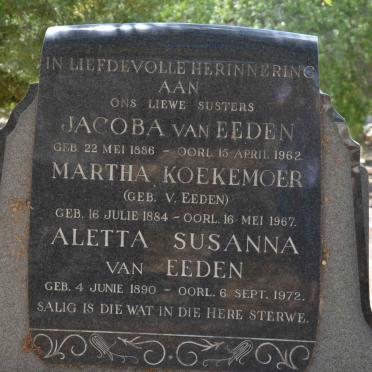 IN LIEFDEVOLLE HERINNERING
AAN
ONS LIEWE SUSTERS
JACOBA VAN EEDEN
GEB. 22 MEI 1886 – OORL. 15 APRIL 1962
MARTHA KOEKEMOER
(GEB. V. EEDEN)
GEB. 16 JULIE 1884 – OORL. 16 MEI 1967.
ALETTA SUSANNA
VAN EEDEN
GEB. 4 JUNIE 1890 – OORL. 6 SEPT. 1972.
SALIG IS DIE WAT IN DIE HERE STERWE.